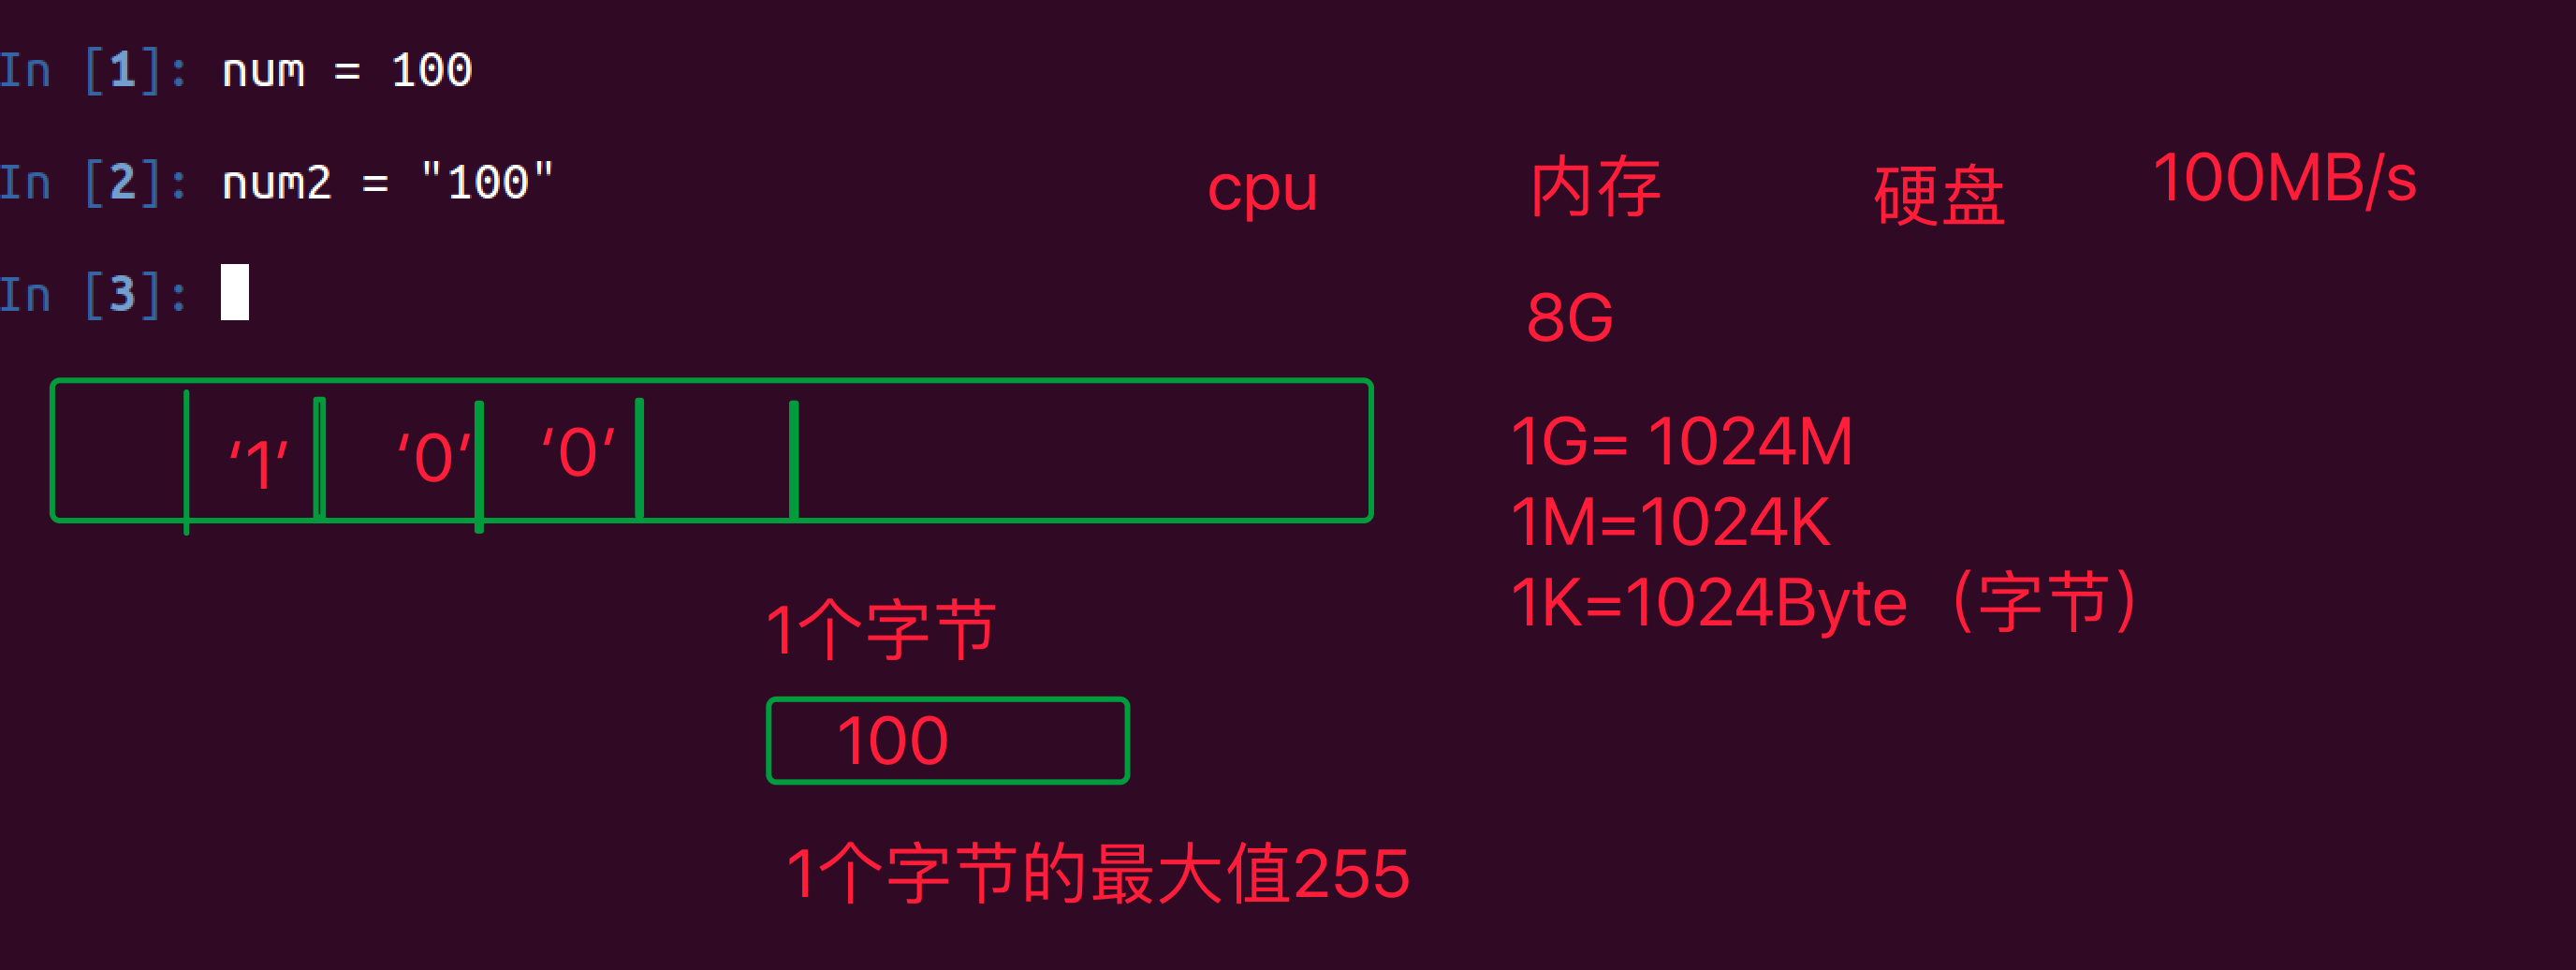 In [1]: num = 100
In [2]: num2 = "100"
In [3]:
cpu 内存 硬盘 100MB/s
8G
1G= 1024M
1M=1024K
1K=1024Byte（字节）
‘1’ ‘0’ ‘0’
1个字节
100
1个字节的最大值255